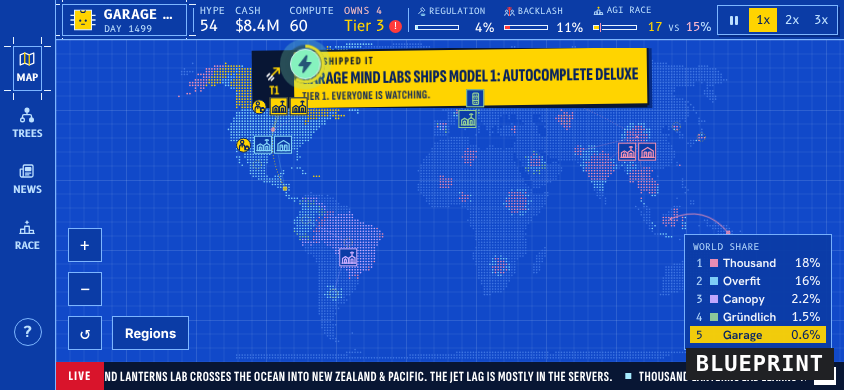 GARAGE ...
DAY 1499
HYPE
54
CASH
$8.4M
COMPUTE
60
OWNS 4
Tier 3 !
REGULATION
4%
BACKLASH
11%
AGI RACE
17 VS 15%
1x
2x
3x
MAP
TREES
NEWS
RACE
?
SHIPPED IT
GARAGE MIND LABS SHIPS MODEL 1: AUTOCOMPLETE DELUXE
TIER 1. EVERYONE IS WATCHING.
T1
+
−
↺
Regions
WORLD SHARE
1 Thousand 18%
2 Overfit 16%
3 Canopy 2.2%
4 Gründlich 1.5%
5 Garage 0.6%
BLUEPRINT
LIVE
ND LANTERNS LAB CROSSES THE OCEAN INTO NEW ZEALAND & PACIFIC. THE JET LAG IS MOSTLY IN THE SERVERS.
THOUSAND